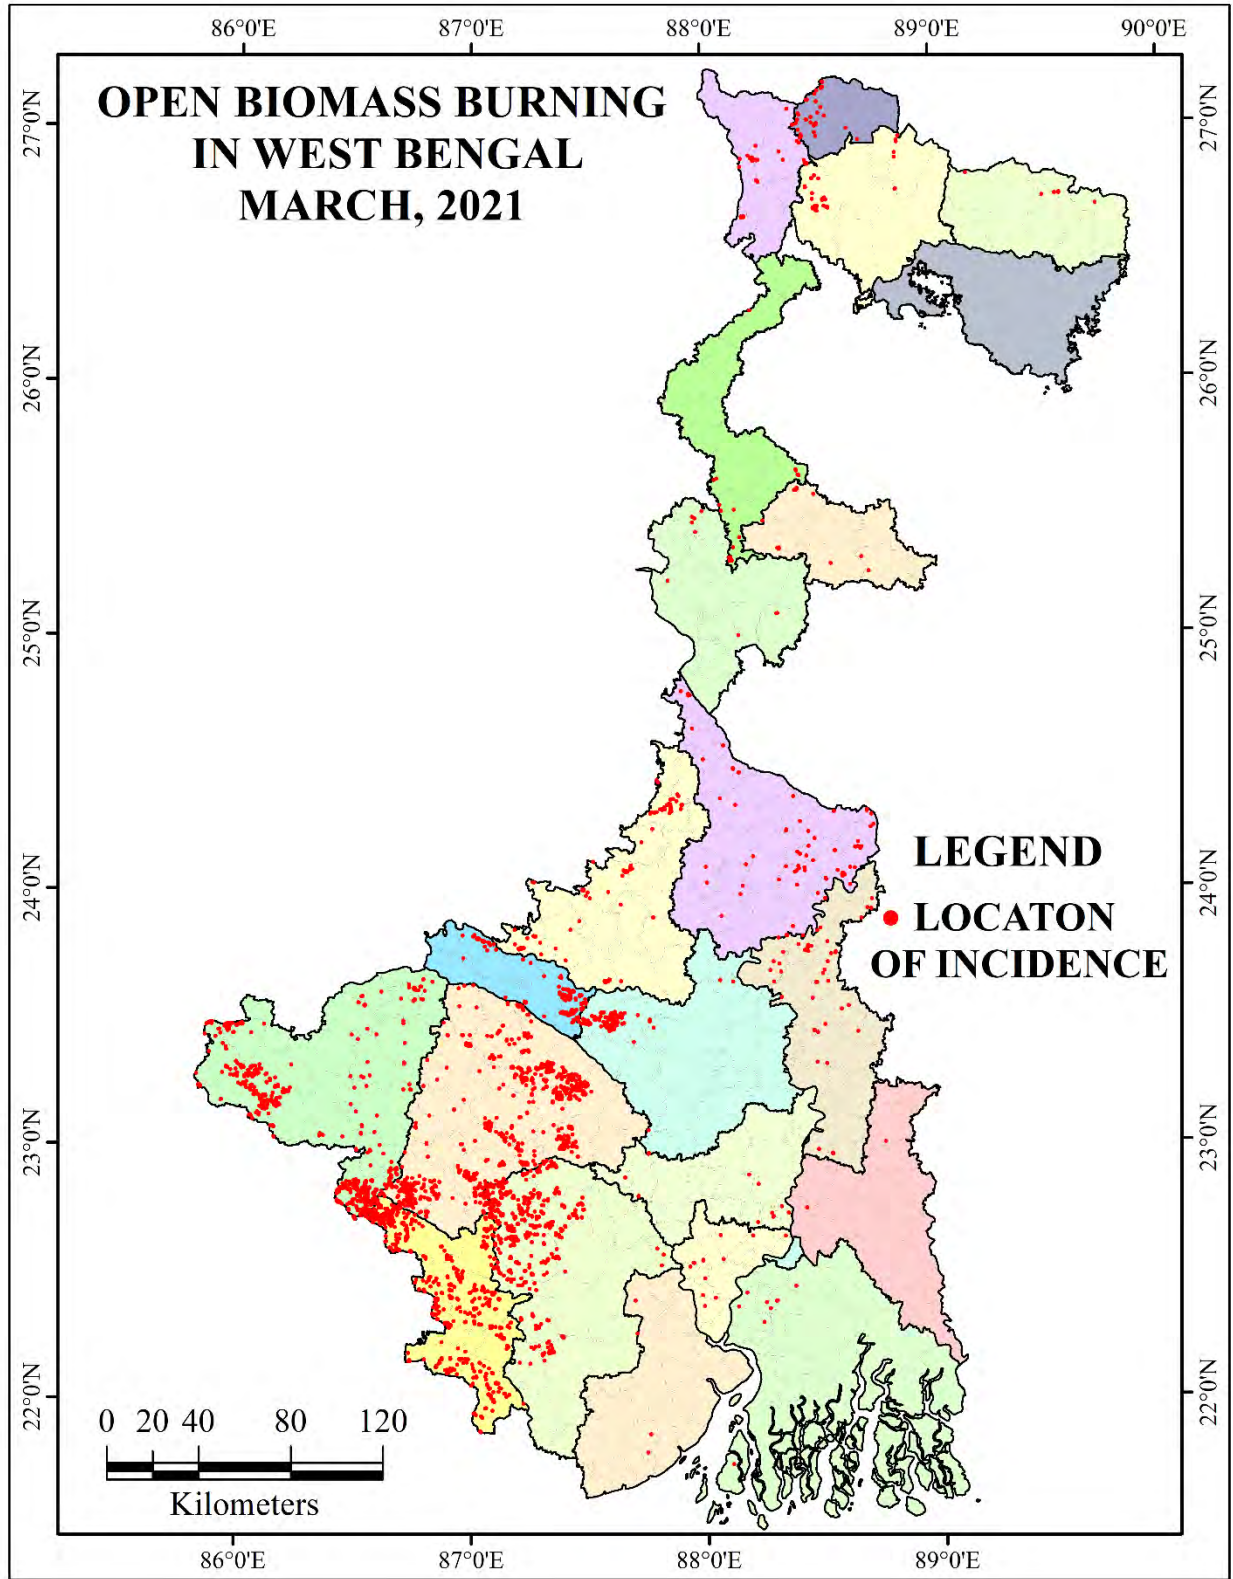 86°0'E 87°0'E 88°0'E 89°0'E 90°0'E
OPEN BIOMASS BURNING
IN WEST BENGAL
MARCH, 2021
27°0'N 27°0'N
26°0'N 26°0'N
25°0'N 25°0'N
LEGEND
LOCATON
OF INCIDENCE
24°0'N 24°0'N
23°0'N 23°0'N
22°0'N 22°0'N
0 20 40 80 120
Kilometers
86°0'E 87°0'E 88°0'E 89°0'E